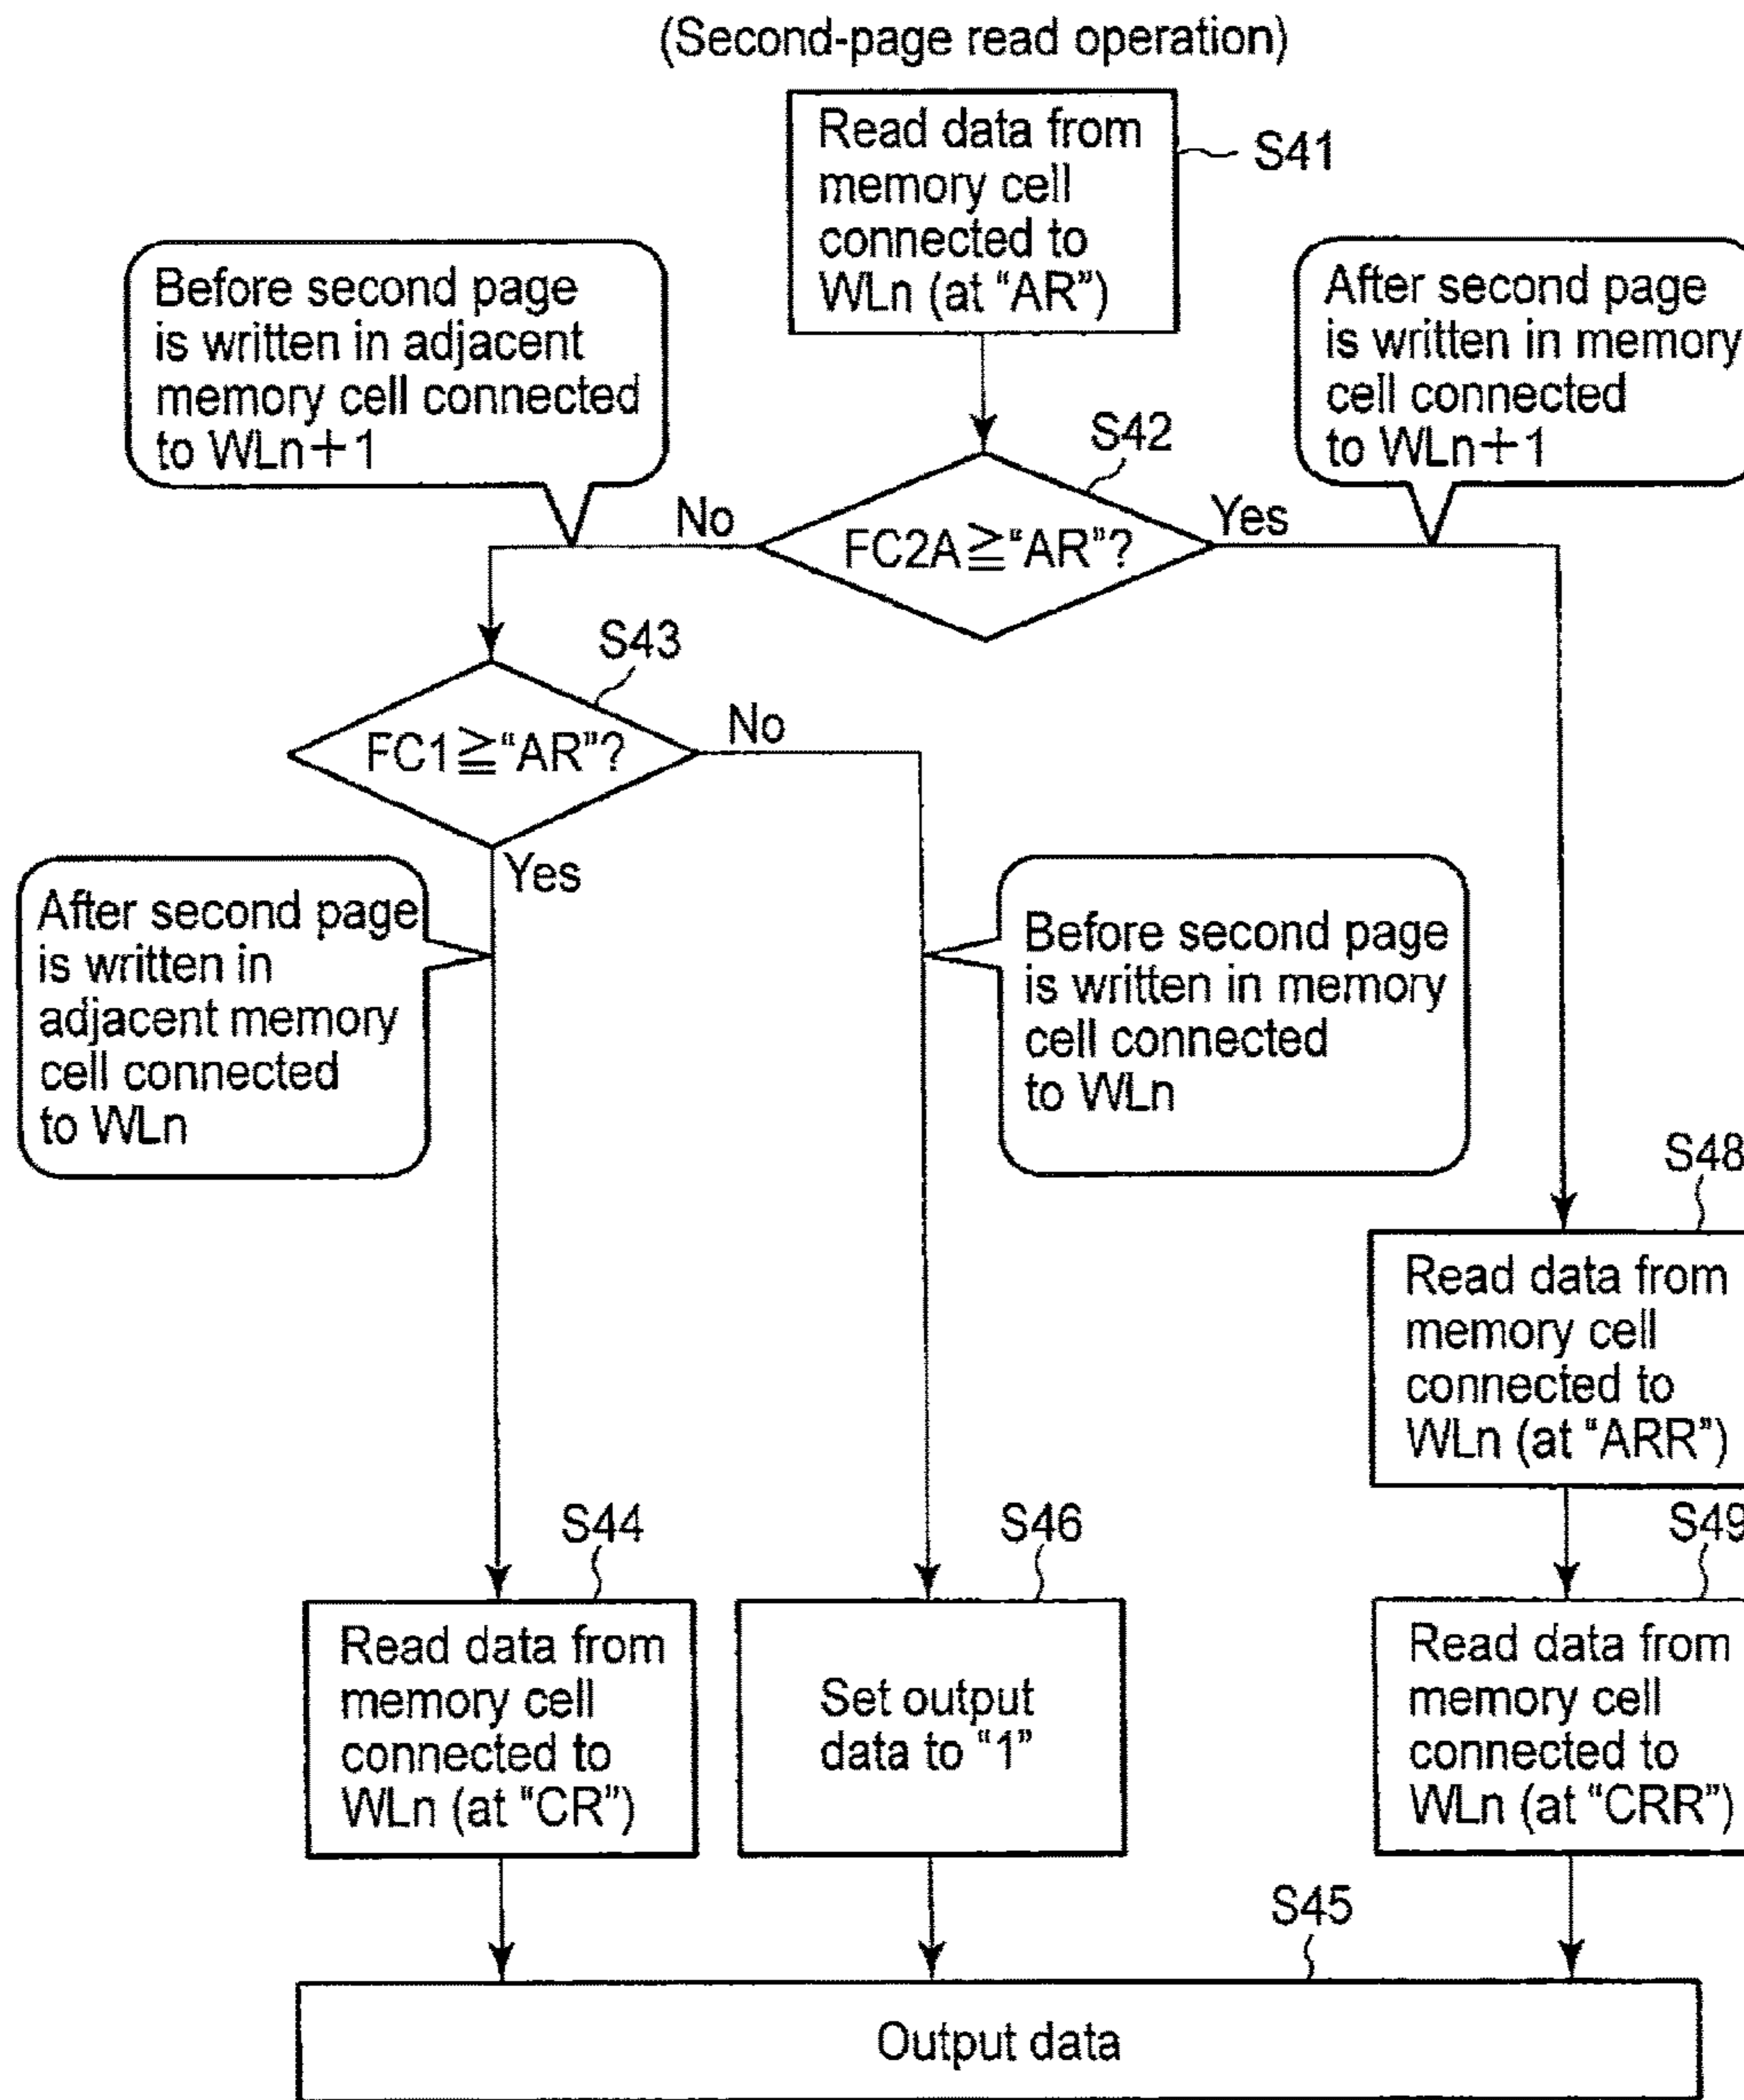 (Second-page read operation)
Read data from
memory cell
connected to
WLn (at “AR”)
S41
Before second page
is written in adjacent
memory cell connected
to WLn+1
After second page
is written in memory
cell connected
to WLn+1
S42
No
FC2A≧“AR”?
Yes
S43
FC1≧“AR”?
No
Yes
After second page
is written in
adjacent memory
cell connected
to WLn
Before second page
is written in memory
cell connected
to WLn
S48
Read data from
memory cell
connected to
WLn (at “ARR”)
S44
S46
S49
Read data from
memory cell
connected to
WLn (at “CR”)
Set output
data to “1”
Read data from
memory cell
connected to
WLn (at “CRR”)
S45
Output data